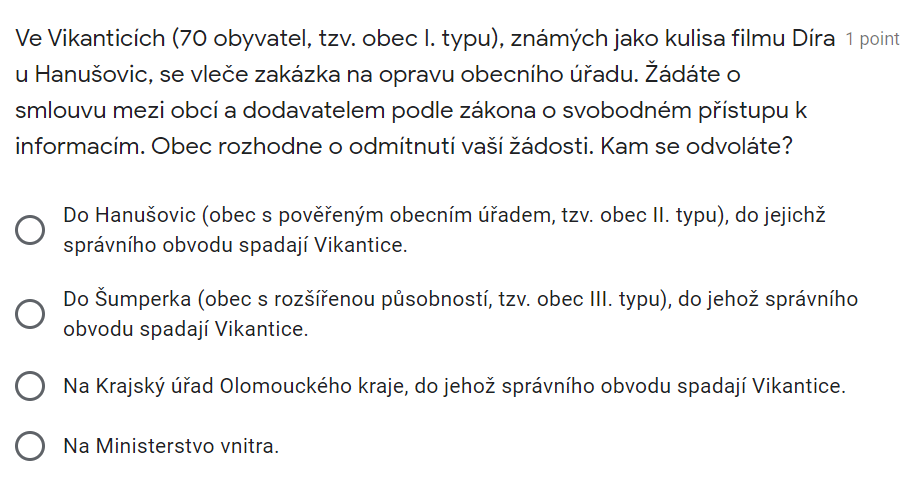 Ve Vikanticích (70 obyvatel, tzv. obec I. typu), známých jako kulisa filmu Díra 1 point
u Hanušovic, se vleče zakázka na opravu obecního úřadu. Žádáte o
smlouvu mezi obcí a dodavatelem podle zákona o svobodném přístupu k
informacím. Obec rozhodne o odmítnutí vaší žádosti. Kam se odvoláte?
Do Hanušovic (obec s pověřeným obecním úřadem, tzv. obec II. typu), do jejichž
správního obvodu spadají Vikantice.
Do Šumperka (obec s rozšířenou působností, tzv. obec III. typu), do jehož správního
obvodu spadají Vikantice.
Na Krajský úřad Olomouckého kraje, do jehož správního obvodu spadají Vikantice.
Na Ministerstvo vnitra.